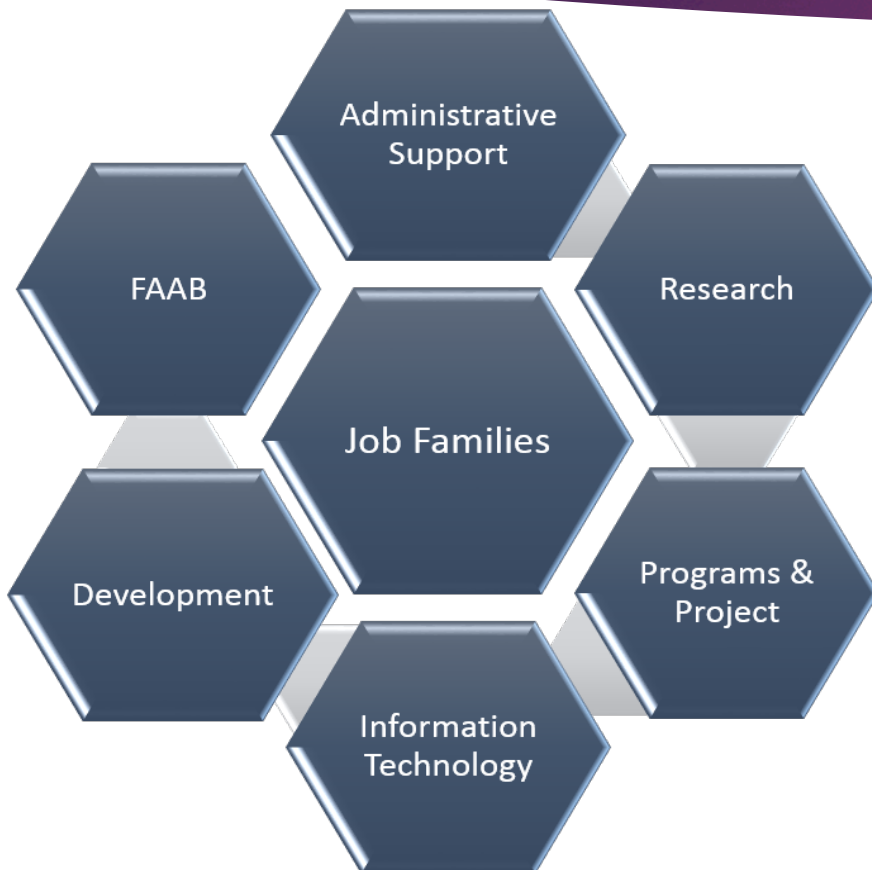 Administrative
Support
FAAB
Research
Job Families
Development
Programs &
Project
Information
Technology